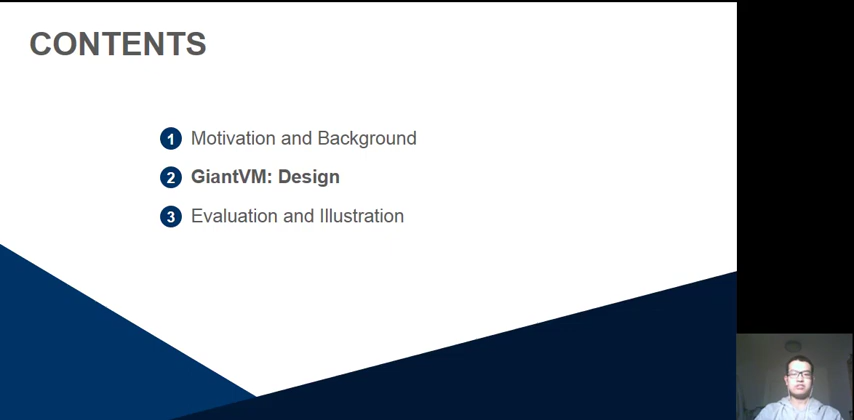 CONTENTS
1 Motivation and Background
2 GiantVM: Design
3 Evaluation and Illustration